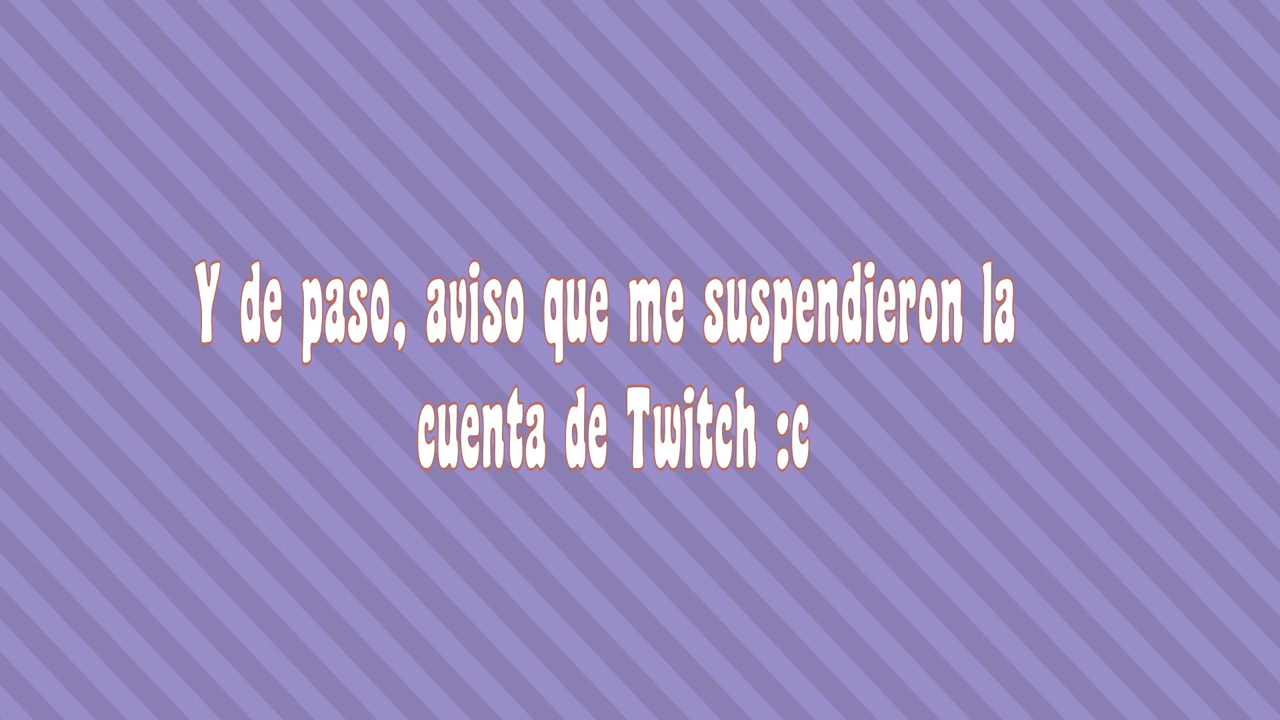 Y de paso, aviso que me suspendieron la
cuenta de Twitch :c